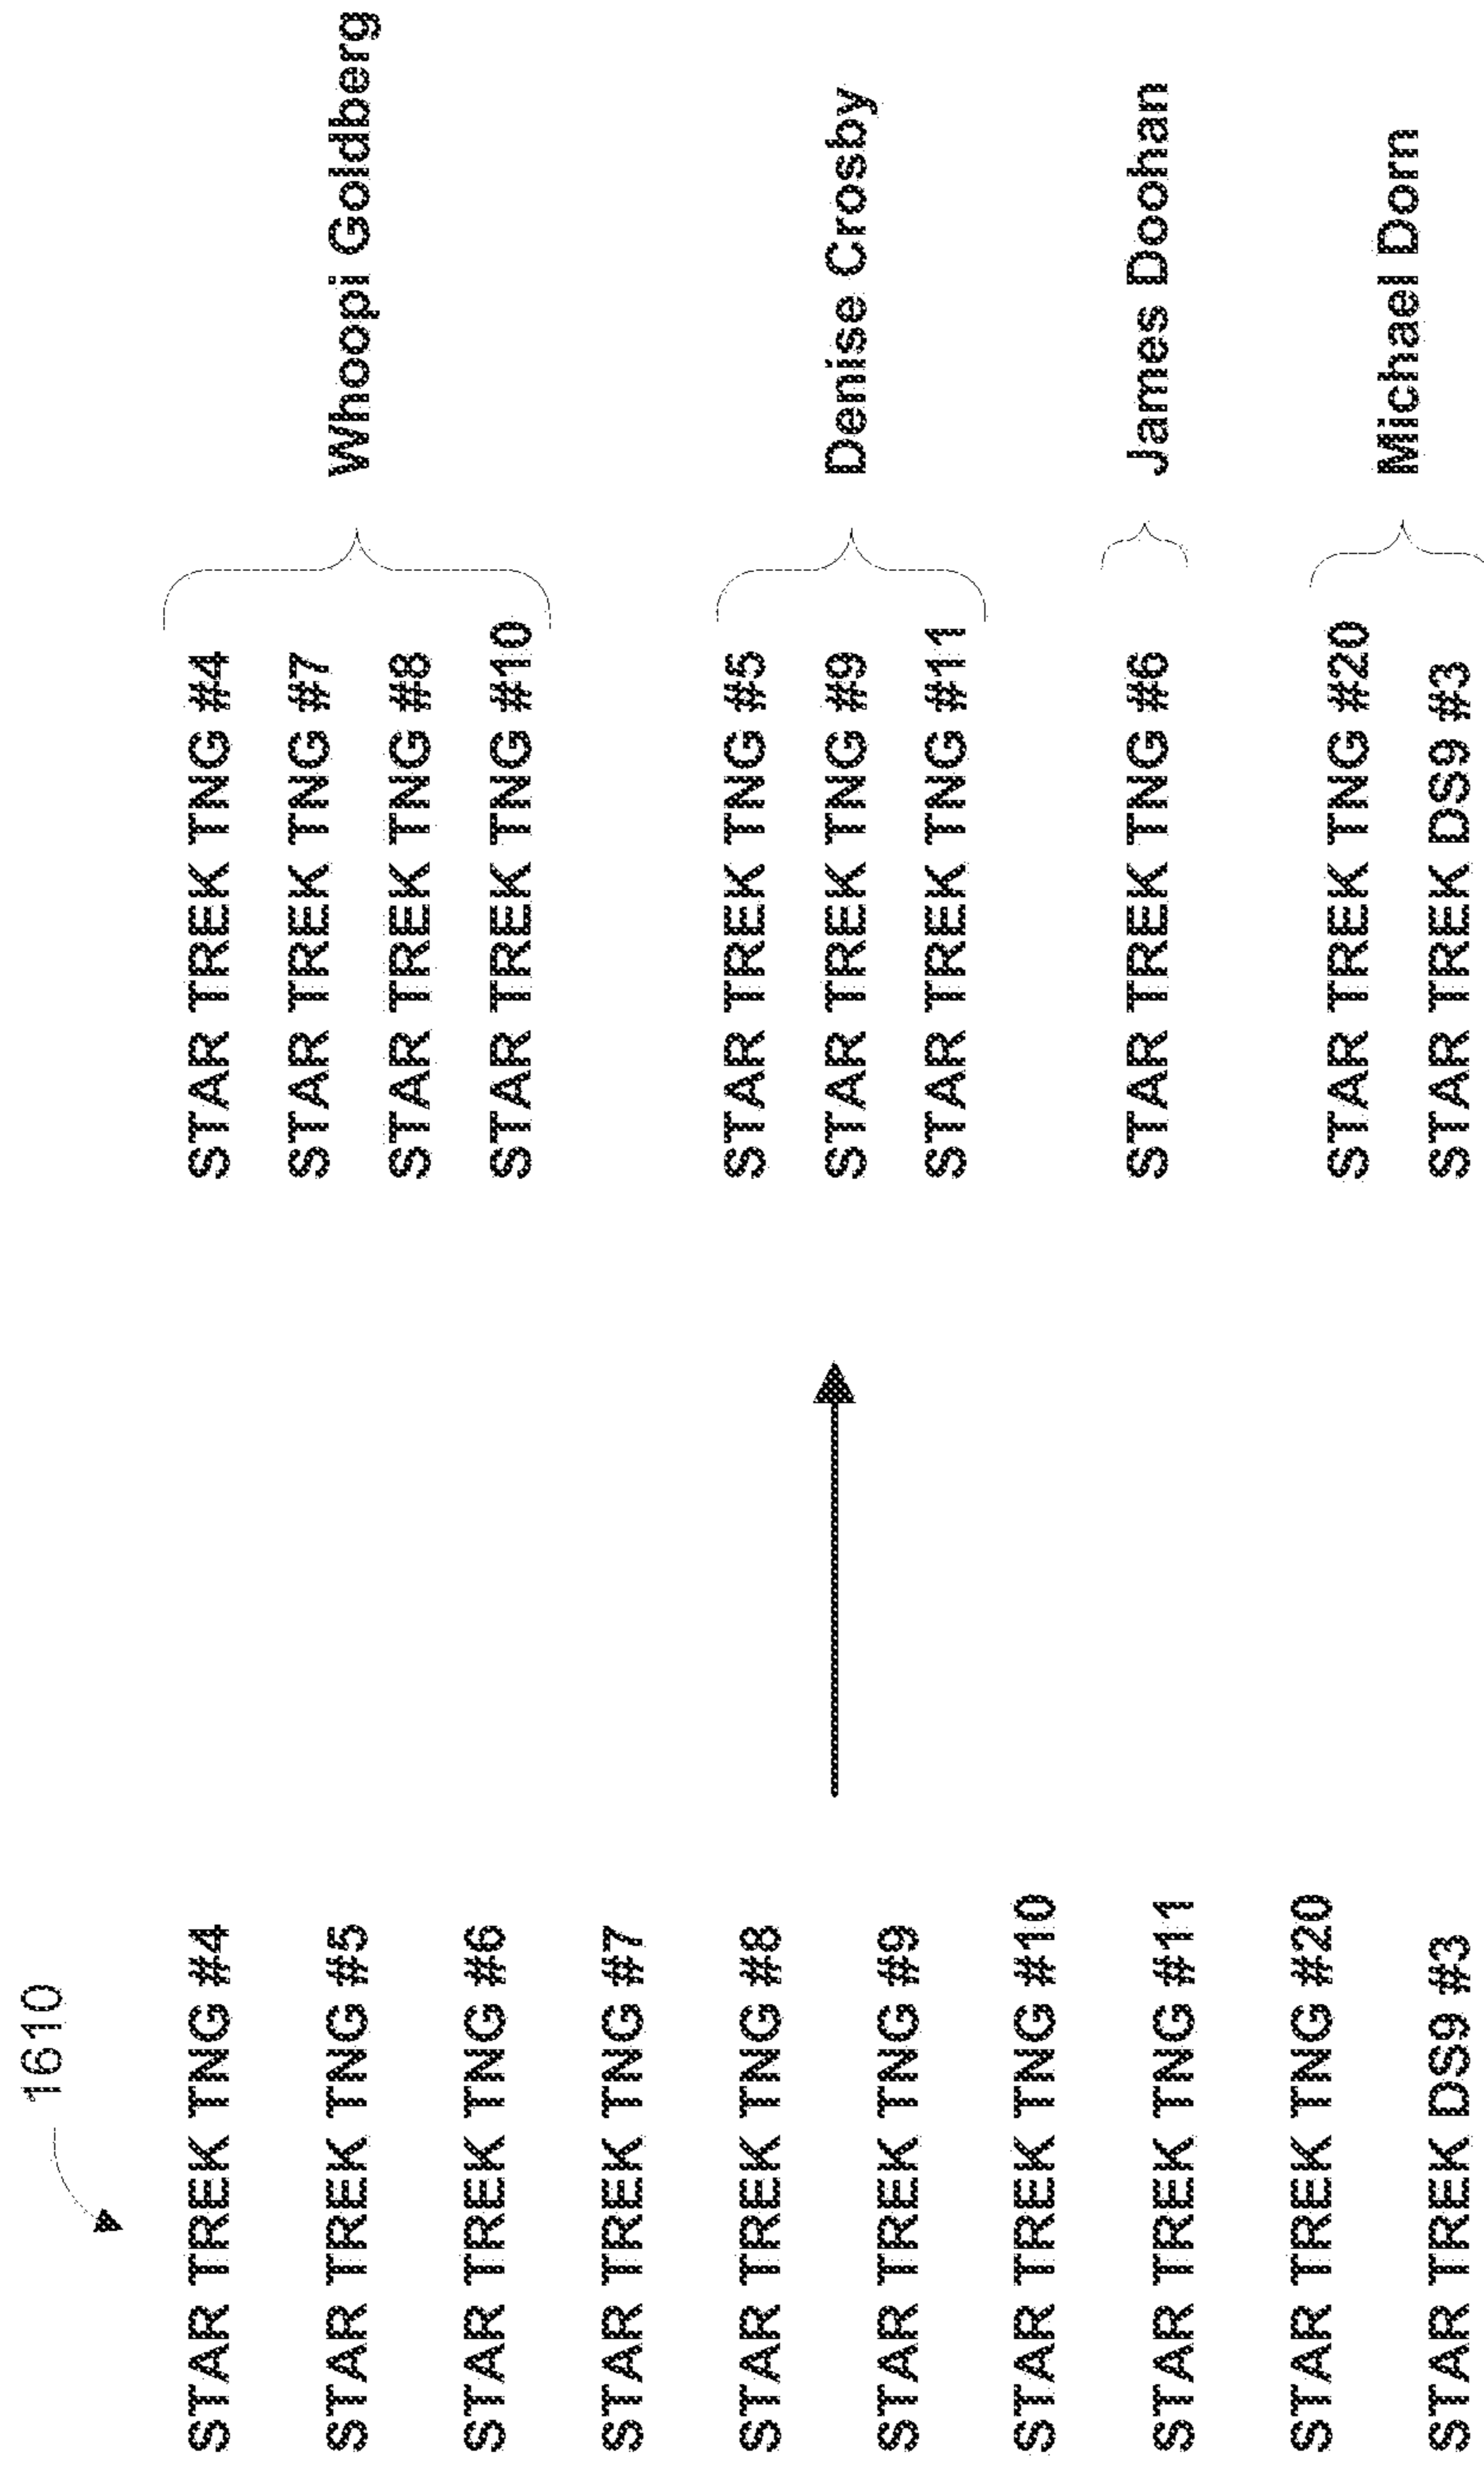 1610
STAR TREK TNG #4
STAR TREK TNG #5
STAR TREK TNG #6
STAR TREK TNG #7
STAR TREK TNG #8
STAR TREK TNG #9
STAR TREK TNG #10
STAR TREK TNG #11
STAR TREK TNG #20
STAR TREK DS9 #3
STAR TREK TNG #4
STAR TREK TNG #7
STAR TREK TNG #8
STAR TREK TNG #10
Whoopi Goldberg
STAR TREK TNG #5
STAR TREK TNG #9
STAR TREK TNG #11
Denise Crosby
STAR TREK TNG #6
James Doohan
STAR TREK TNG #20
STAR TREK DS9 #3
Michael Dorn